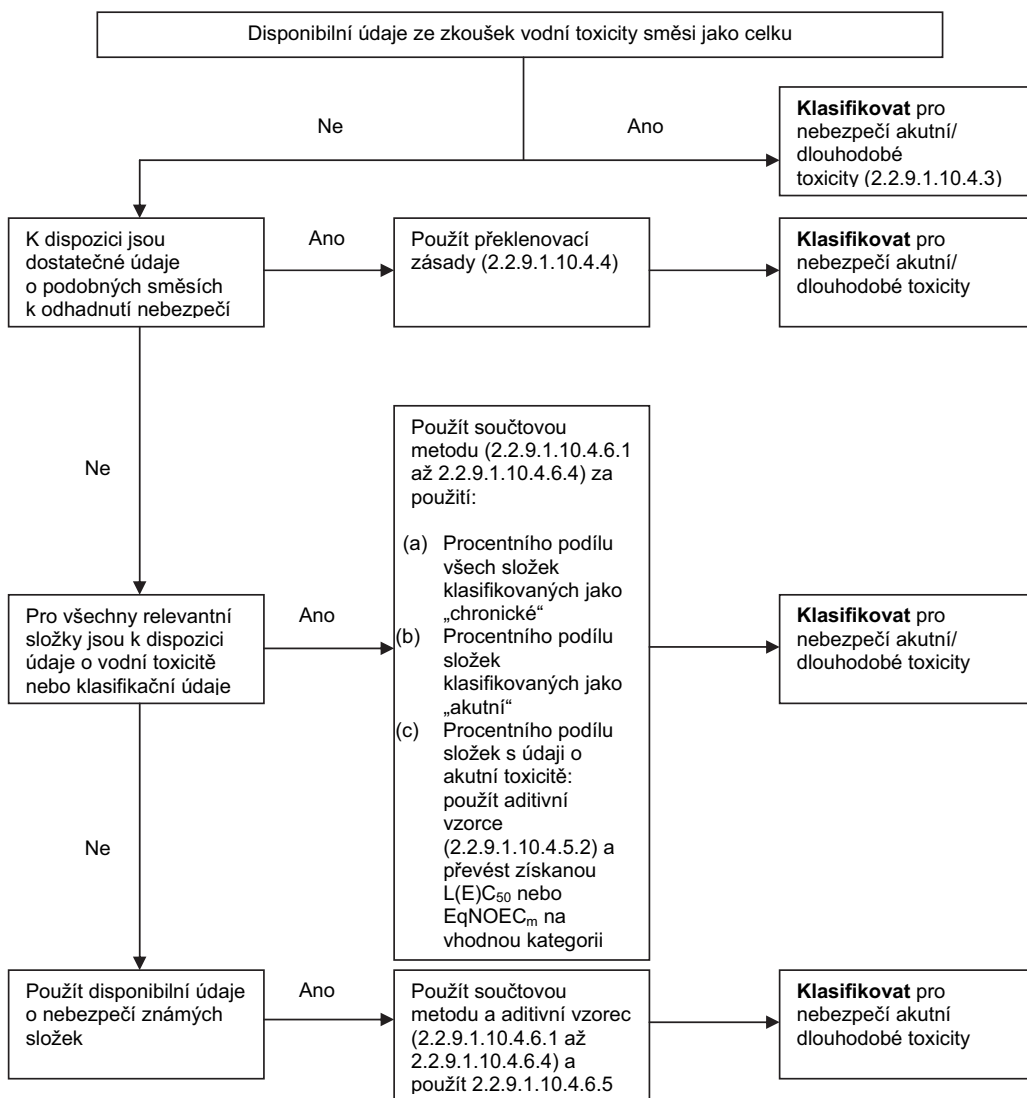 Disponibilní údaje ze zkoušek vodní toxicity směsi jako celku
Ne
Ano
Klasifikovat pro
nebezpečí akutní/
dlouhodobé
toxicity (2.2.9.1.10.4.3)
K dispozici jsou
dostatečné údaje
o podobných směsích
k odhadnutí nebezpečí
Ano
Použít překlenovací
zásady (2.2.9.1.10.4.4)
Klasifikovat pro
nebezpečí akutní/
dlouhodobé toxicity
Ne
Použít součtovou
metodu (2.2.9.1.10.4.6.1
až 2.2.9.1.10.4.6.4) za
použití:
(a) Procentního podílu
všech složek
klasifikovaných jako
„chronické“
(b) Procentního podílu
složek
klasifikovaných jako
„akutní“
(c) Procentního podílu
složek s údaji o
akutní toxicitě:
použít aditivní
vzorce
(2.2.9.1.10.4.5.2) a
převést získanou
L(E)C₅₀ nebo
EqNOECₘ na
vhodnou kategorii
Pro všechny relevantní
složky jsou k dispozici
údaje o vodní toxicitě
nebo klasifikační údaje
Ano
Klasifikovat pro
nebezpečí akutní/
dlouhodobé toxicity
Ne
Použít disponibilní údaje
o nebezpečí známých
složek
Ano
Použít součtovou
metodu a aditivní vzorec
(2.2.9.1.10.4.6.1 až
2.2.9.1.10.4.6.4) a
použít 2.2.9.1.10.4.6.5
Klasifikovat pro
nebezpečí akutní
dlouhodobé toxicity